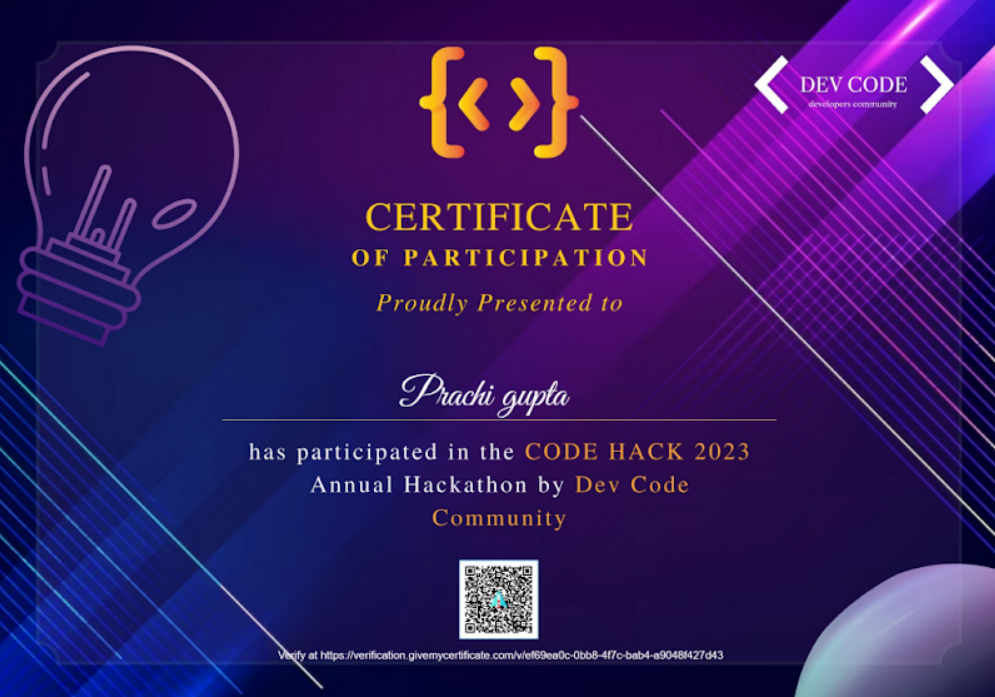 DEV CODE
developers community
CERTIFICATE
OF PARTICIPATION
Proudly Presented to
Prachi gupta
has participated in the CODE HACK 2023
Annual Hackathon by Dev Code
Community
Verify at https://verification.givemycertificate.com/v/ef69ea0c-0bb8-4f7c-bab4-a9048f427d43